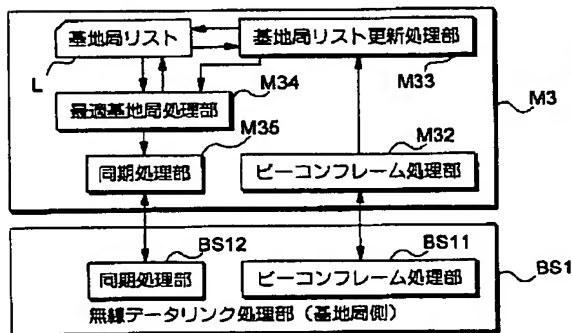 基地局リスト
基地局リスト更新処理部
L
M33
M34
最適基地局処理部
M3
M35
M32
同期処理部
ビーコンフレーム処理部
BS12
BS11
同期処理部
ビーコンフレーム処理部
BS1
無線データリンク処理部(基地局側)